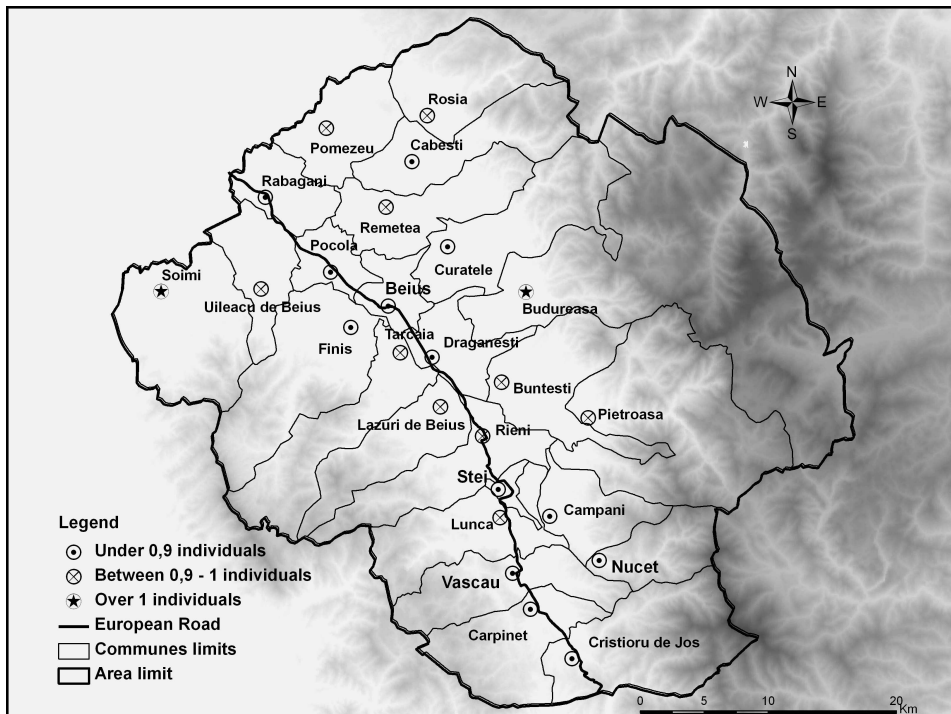 N
W E
S
Rosia
Pomezeu
Cabesti
Rabagani
Remetea
Pocola
Curatele
Soimi
Beius
Uileacu de Beius
Budureasa
Tarcaia
Finis
Draganesti
Buntesti
Pietroasa
Lazuri de Beius
Rieni
Stei
Lunca
Campani
Nucet
Vascau
Carpinet
Cristioru de Jos
Legend
Under 0,9 individuals
Between 0,9 - 1 individuals
Over 1 individuals
European Road
Communes limits
Area limit
0 5 10 20
Km